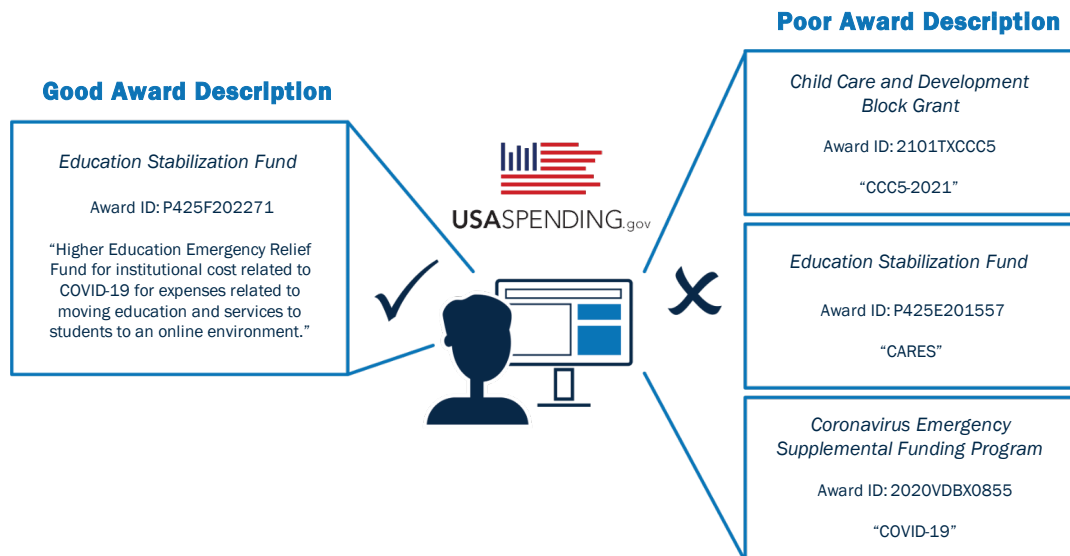 Good Award Description
Education Stabilization Fund
Award ID: P425F202271
“Higher Education Emergency Relief
Fund for institutional cost related to
COVID-19 for expenses related to
moving education and services to
students to an online environment.”
USASPENDING.gov
Poor Award Description
Child Care and Development
Block Grant
Award ID: 2101TXCCC5
“CCC5-2021”
Education Stabilization Fund
Award ID: P425E201557
“CARES”
Coronavirus Emergency
Supplemental Funding Program
Award ID: 2020VDBX0855
“COVID-19”